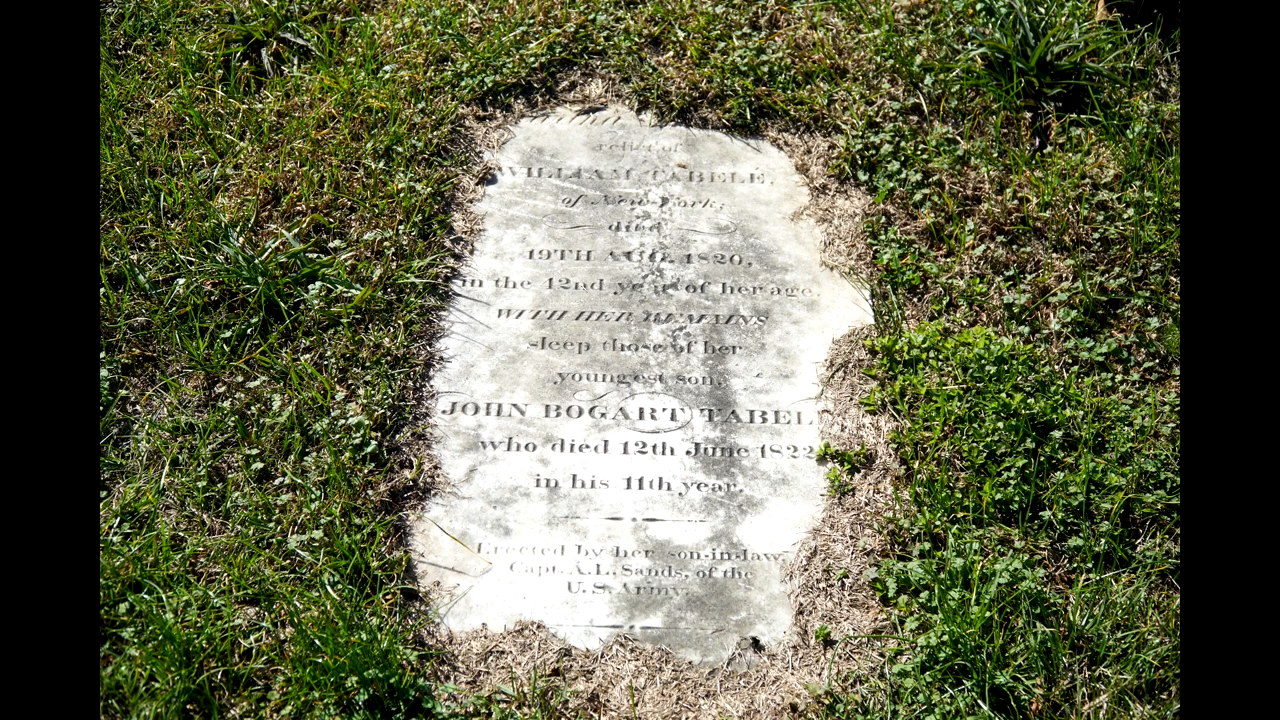 relict of
WILLIAM TABELE,
of New-York;
died
19TH AUG. 1820,
in the 42nd year of her age.
WITH HER REMAINS
sleep those of her
youngest son,
JOHN BOGART TABEL
who died 12th June 1822
in his 11th year.
Erected by her son-in-law
Capt. A.L. Sands, of the
U.S. Army.